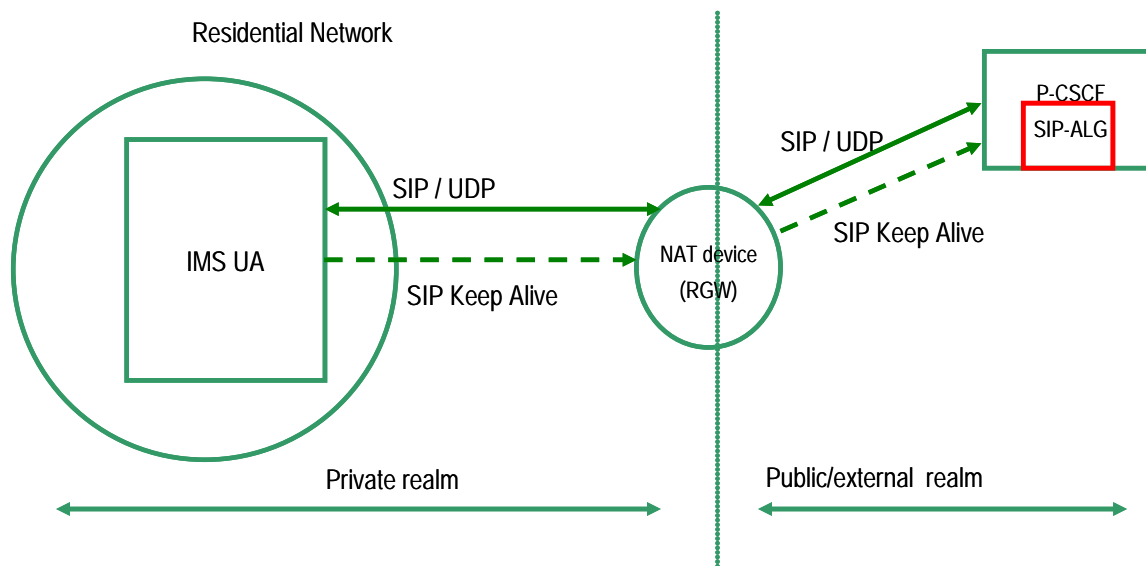 Residential Network
P-CSCF
SIP-ALG
SIP / UDP
SIP / UDP
SIP Keep Alive
IMS UA
NAT device
(RGW)
SIP Keep Alive
Private realm
Public/external realm